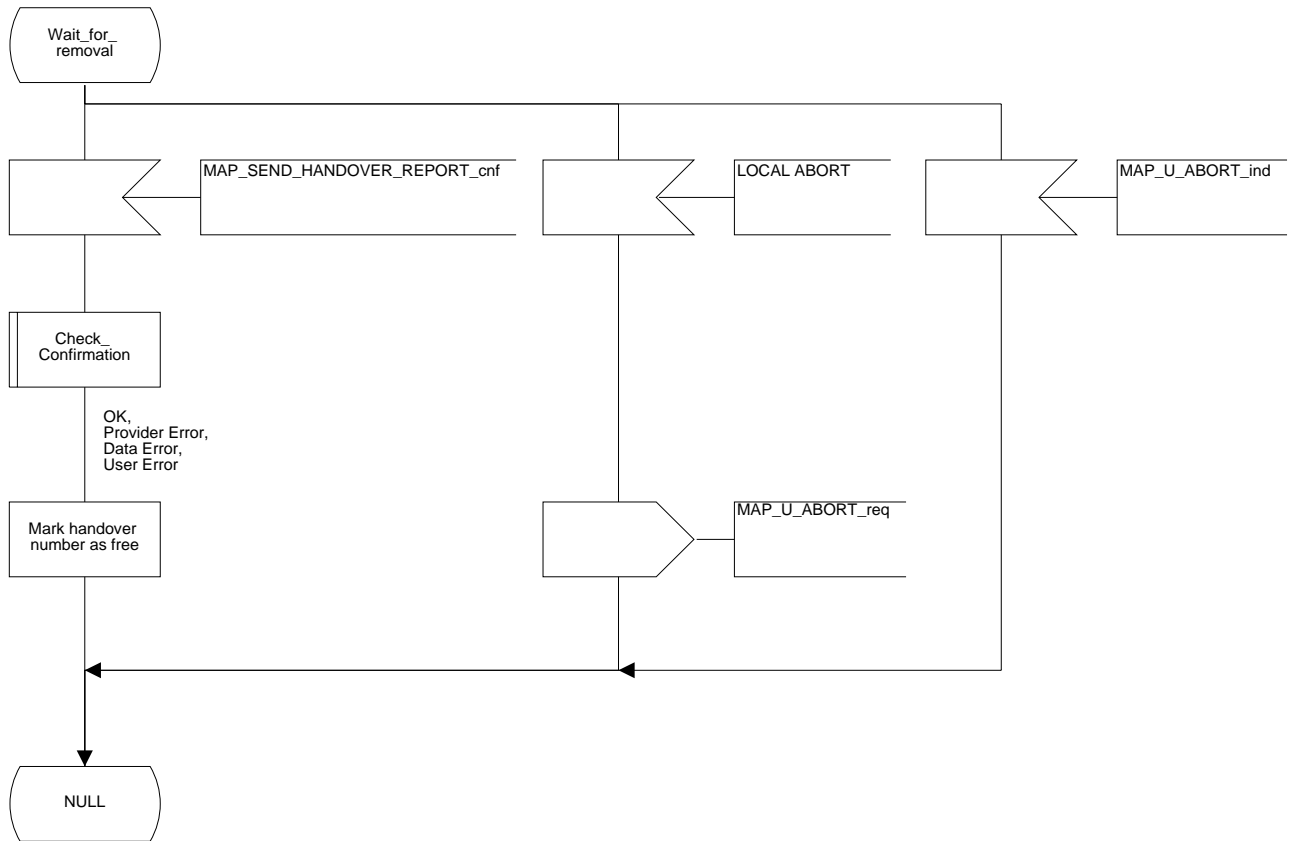 Wait_for_
removal
MAP_SEND_HANDOVER_REPORT_cnf
LOCAL ABORT
MAP_U_ABORT_ind
Check_
Confirmation
OK,
Provider Error,
Data Error,
User Error
Mark handover
number as free
MAP_U_ABORT_req
NULL